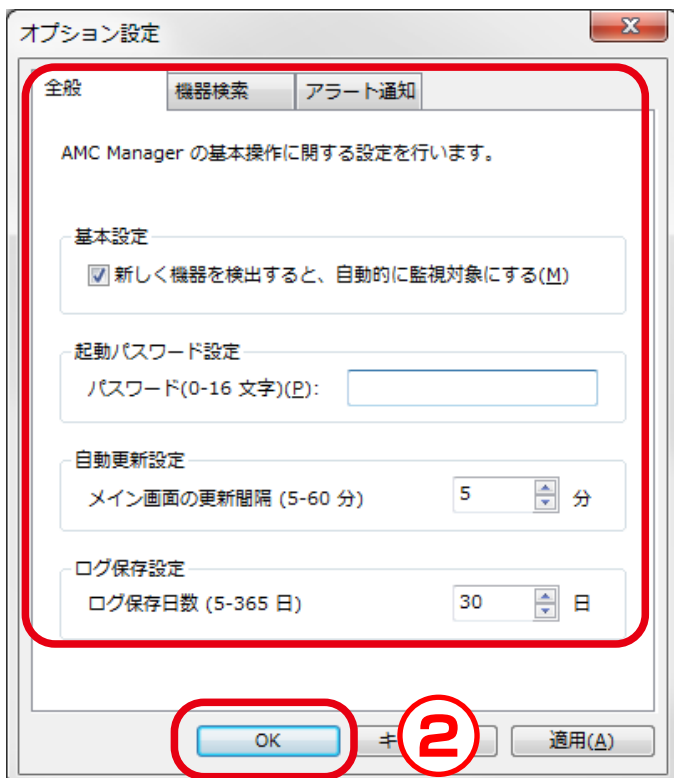 オプション設定
全般 機器検索 アラート通知
AMC Manager の基本操作に関する設定を行います。
基本設定
新しく機器を検出すると、自動的に監視対象にする(M)
起動パスワード設定
パスワード(0-16 文字)(P):
自動更新設定
メイン画面の更新間隔 (5-60 分) 5 分
ログ保存設定
ログ保存日数 (5-365 日) 30 日
OK キ 2 適用(A)